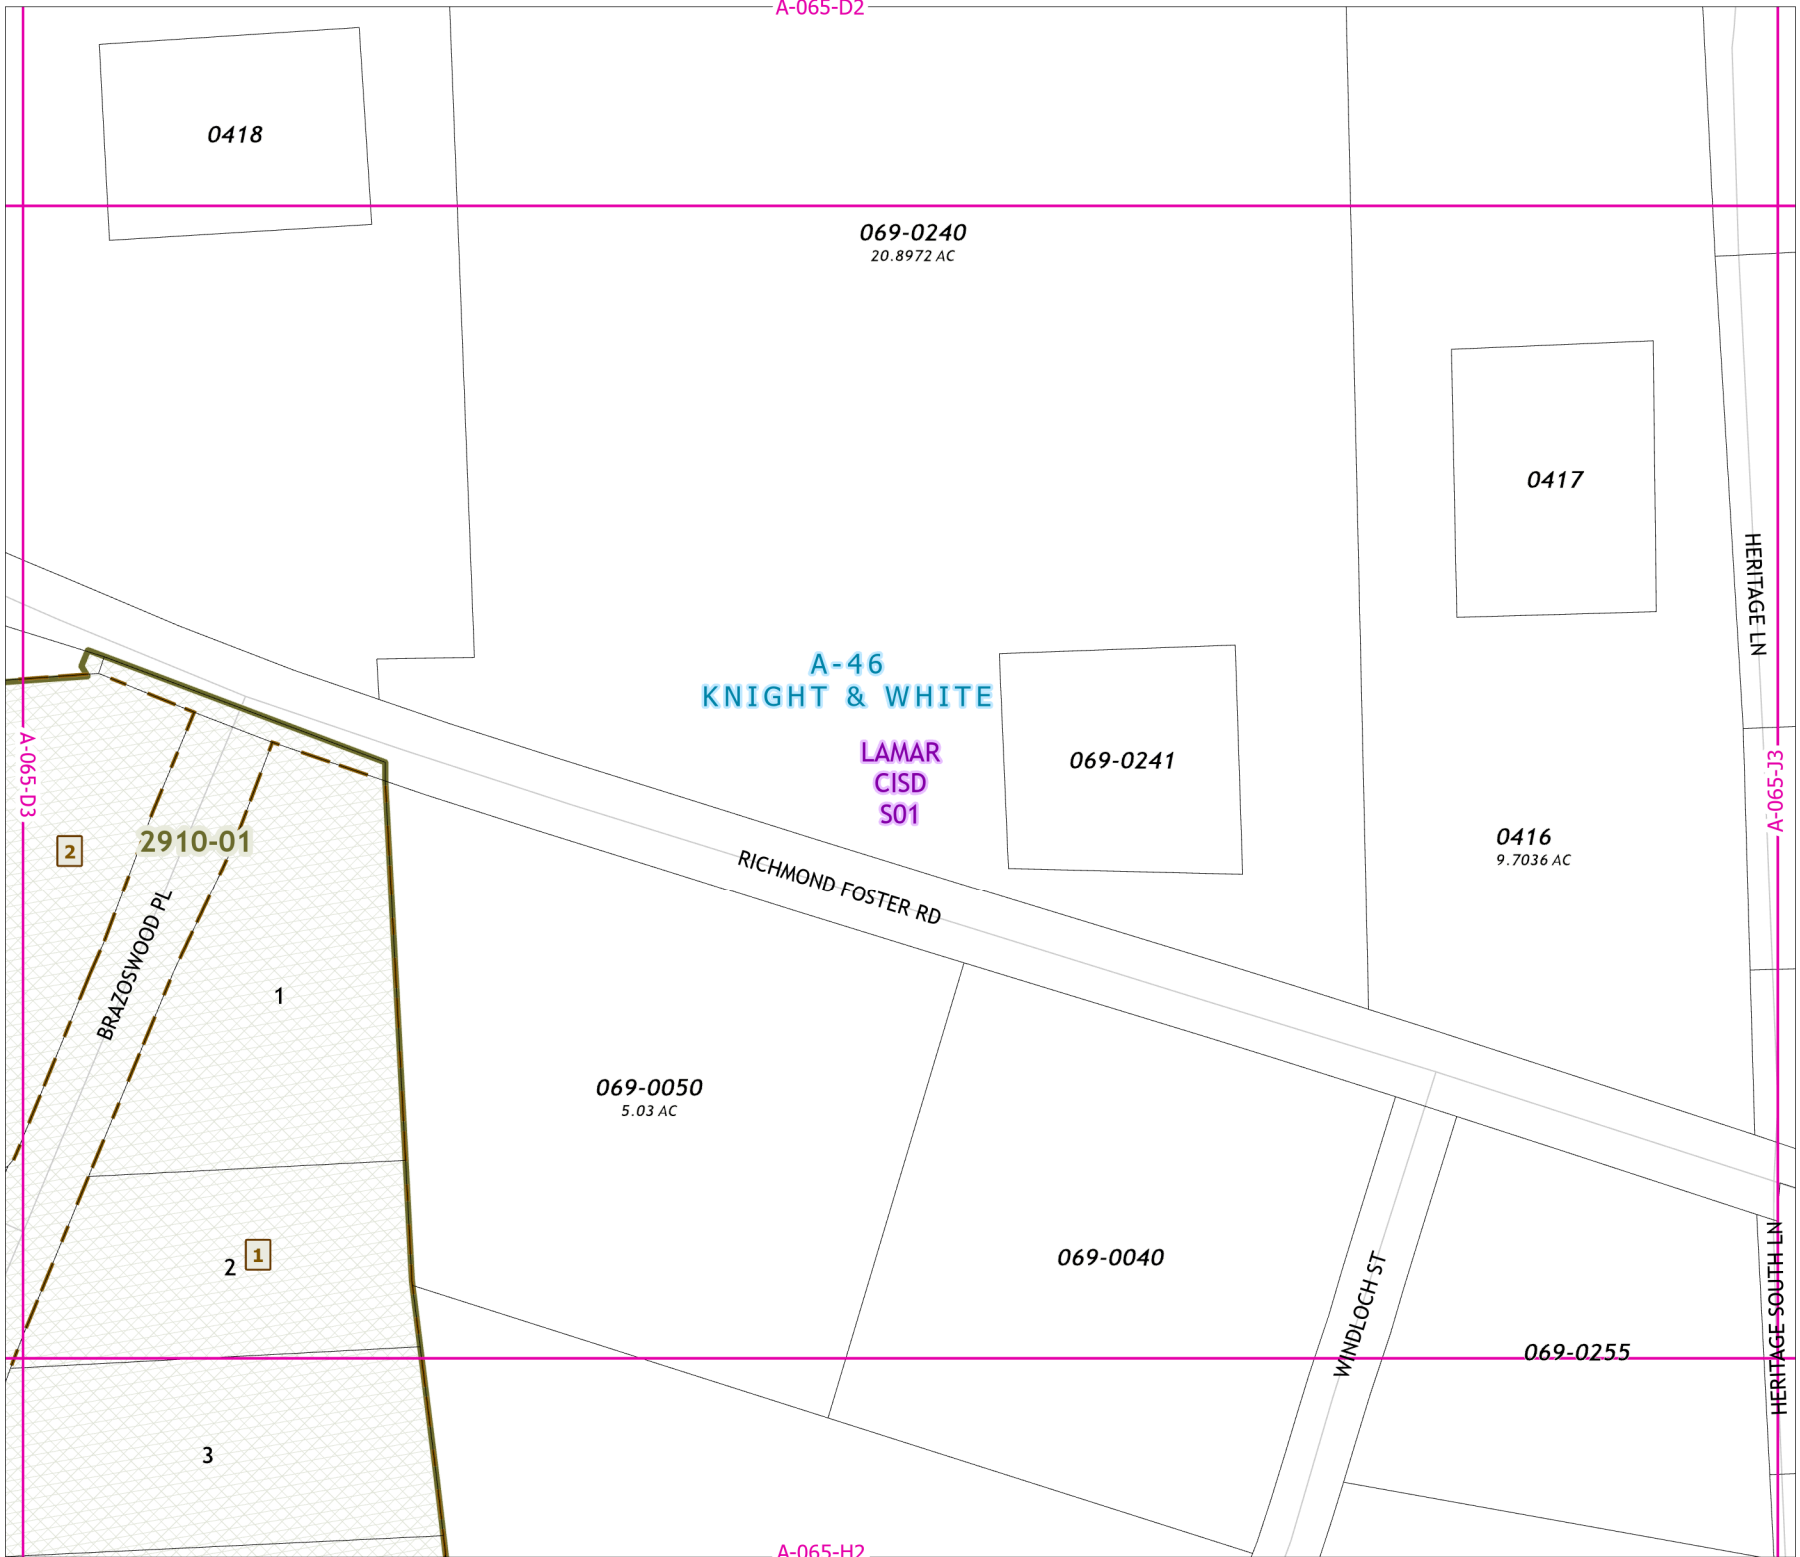 A-065-D2
0418
069-0240
20.8972 AC
0417
HERITAGE LN
A-46
KNIGHT & WHITE
LAMAR
CISD
S01
069-0241
A-065-D3
A-065-J3
2910-01
2
0416
9.7036 AC
RICHMOND FOSTER RD
BRAZOSWOOD PL
1
069-0050
5.03 AC
2
1
069-0040
WINDLOCH ST
069-0255
HERITAGE SOUTH LN
3
A-065-H2